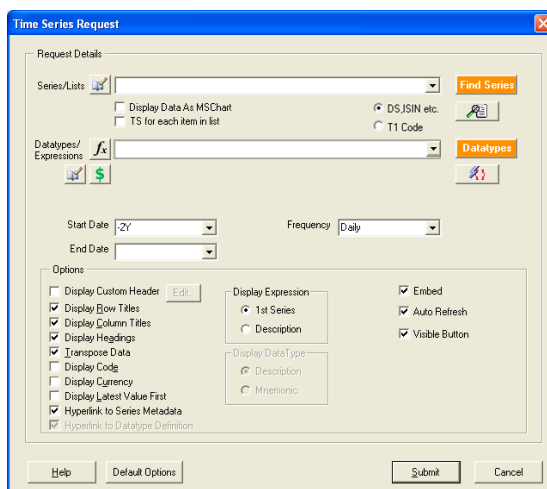 Time Series Request
Request Details
Series/Lists
Find Series
Display Data As MSChart
DS,ISIN etc.
TS for each item in list
T1 Code
Datatypes/
Expressions
fx
Datatypes
$
Start Date -2Y
Frequency Daily
End Date
Options
Display Custom Header Edit..
Display Row Titles
Display Column Titles
Display Headings
Transpose Data
Display Code
Display Currency
Display Latest Value First
Hyperlink to Series Metadata
Hyperlink to Datatype Definition
Display Expression
1st Series
Description
Display DataType
Description
Mnemonic
Embed
Auto Refresh
Visible Button
Help
Default Options
Submit
Cancel